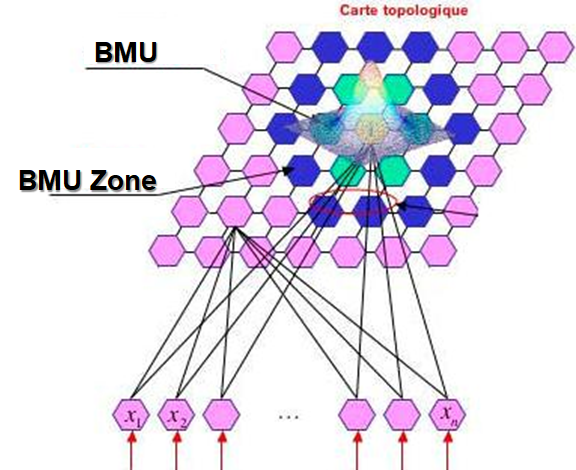 Carte topologique
BMU
BMU Zone
x1 x2 ... xn